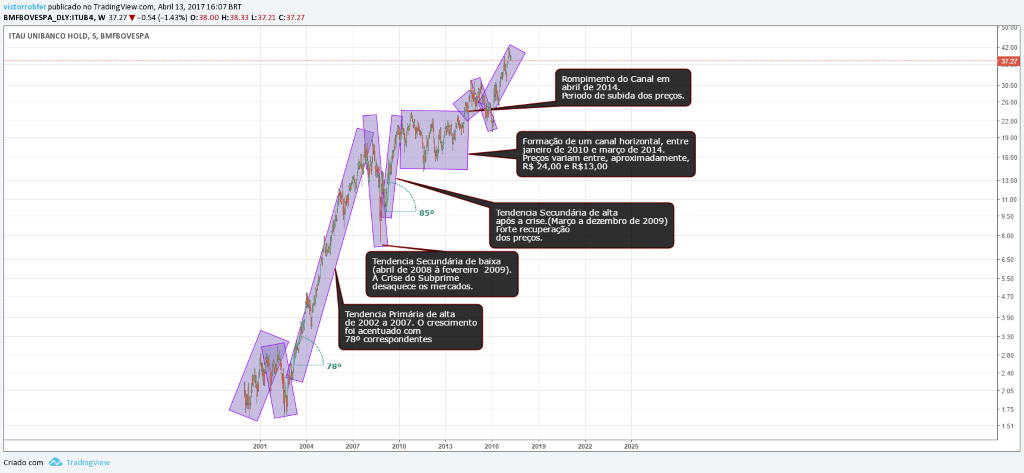 victorrobfer publicado no TradingView.com, Abril 13, 2017 16:07 BRT
BMFBOVESPA_DLY:ITUB4, W 37.27 ▼ −0.54 (−1.43%) O:38.00 H:38.33 L:37.21 C:37.27
ITAU UNIBANCO HOLD, S, BMFBOVESPA
50.00
42.00
37.27
30.00
26.00
22.00
19.00
16.00
13.00
11.00
9.50
8.00
6.50
5.50
4.70
3.90
3.30
2.80
2.40
2.05
1.75
1.51
Rompimento do Canal em
abril de 2014.
Periodo de subida dos preços.
Formação de um canal horizontal, entre
janeiro de 2010 e março de 2014.
Preços variam entre, aproximadamente,
R$ 24,00 e R$13,00
Tendencia Secundária de alta
após a crise.(Março a dezembro de 2009)
Forte recuperação
dos preços.
85º
Tendencia Secundária de baixa
(abril de 2008 à fevereiro 2009).
À Crise do Subprime
desaquece os mercados.
Tendencia Primária de alta
de 2002 a 2007. O crescimento
foi acentuado com
78º correspondentes
78º
2001 2004 2007 2010 2013 2016 2019 2022 2025
Criado com TradingView